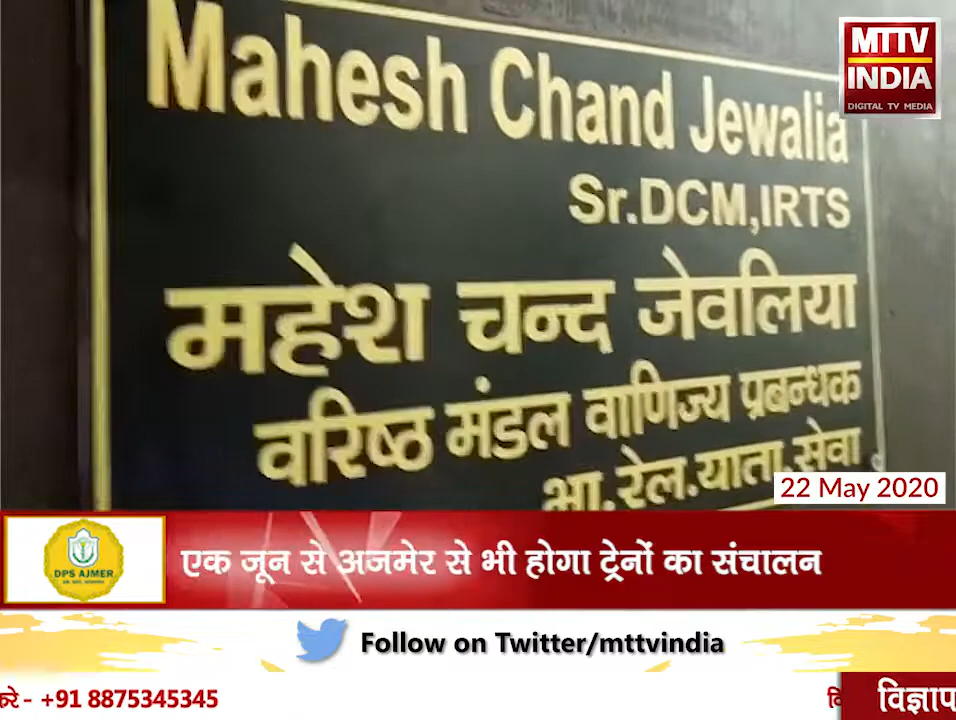 Mahesh Chand Jewalia
MTTV
INDIA
DIGITAL TV MEDIA
Sr.DCM,IRTS
महेश चन्द जेवलिया
वरिष्ठ मंडल वाणिज्य प्रबन्धक
भा.रेल.याता.सेवा
22 May 2020
DPS AJMER
एक जून से अजमेर से भी होगा ट्रेनों का संचालन
Follow on Twitter/mttvindia
करे - +91 8875345345
विज्ञाप